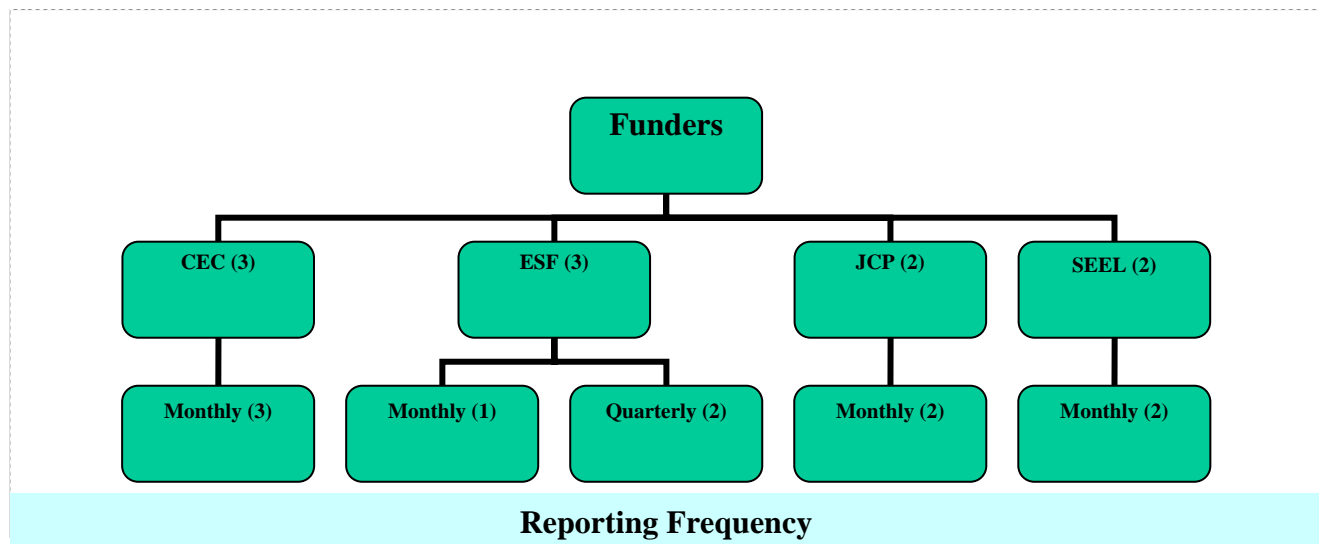 Funders
CEC (3)
ESF (3)
JCP (2)
SEEL (2)
Monthly (3)
Monthly (1)
Quarterly (2)
Monthly (2)
Monthly (2)
Reporting Frequency